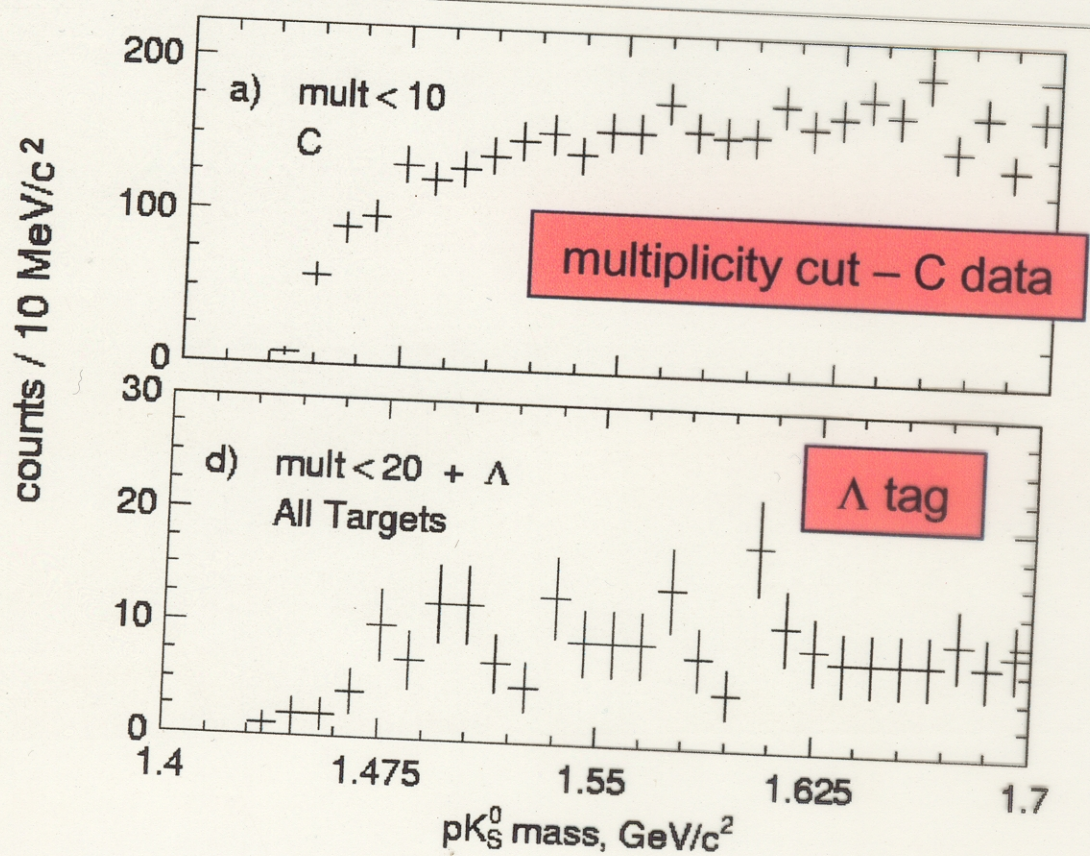 counts / 10 MeV/c²
200
100
0
a) mult < 10
C
multiplicity cut – C data
30
20
10
0
d) mult < 20 + Λ
All Targets
Λ tag
1.4
1.475
1.55
1.625
1.7
pK⁰S mass, GeV/c²